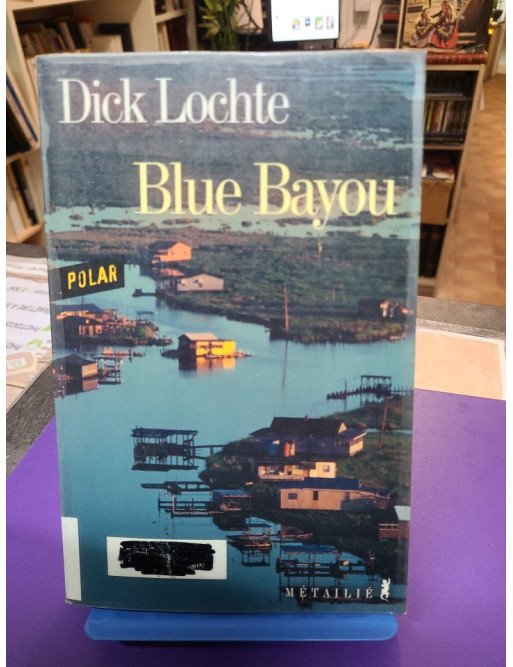 Dick Lochte
Blue Bayou
POLAR
MÉTAILIÉ